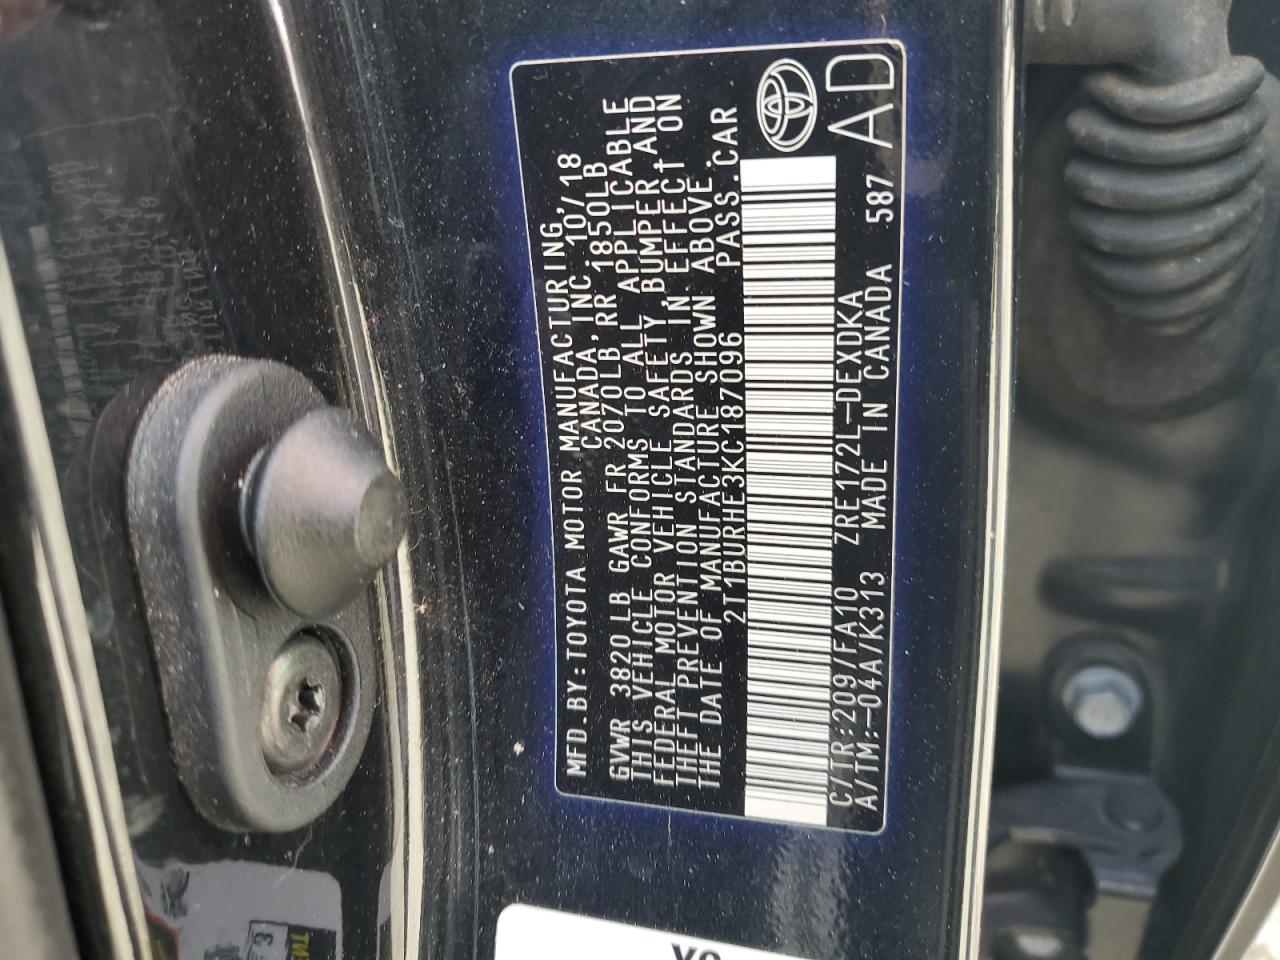 MFD.BY:TOYOTA MOTOR MANUFACTURING,
CANADA,INC. 10/18
GVWR 3820 LB GAWR FR 2070LB,RR 1850LB
THIS VEHICLE CONFORMS TO ALL APPLICABLE
FEDERAL MOTOR VEHICLE SAFETY,BUMPER,AND
THEFT PREVENTION STANDARDS IN EFFECT ON
THE DATE OF MANUFACTURE SHOWN ABOVE.
2T1BURHE3KC187096 PASS.CAR
C/TR:209/FA10 ZRE172L-DEXDKA
A/TM:-04A/K313 MADE IN CANADA 587
AD